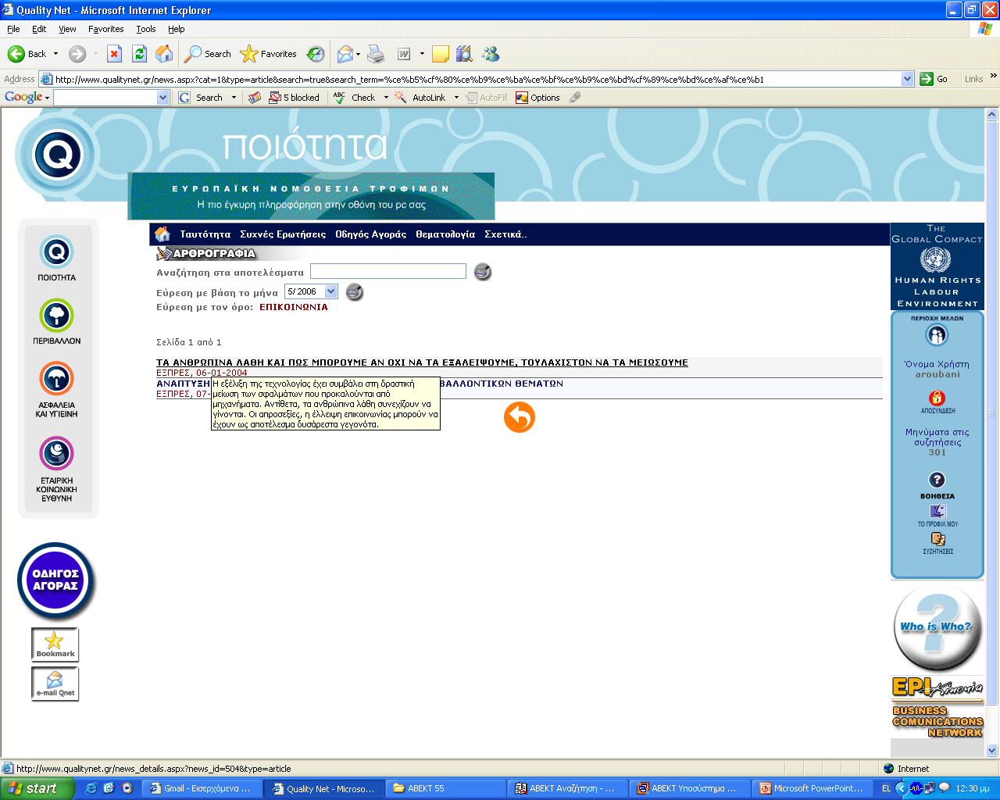 Quality Net - Microsoft Internet Explorer
File Edit View Favorites Tools Help
Back Search Favorites
Address http://www.qualitynet.gr/news.aspx?cat=1&type=article&search=true&search_term=%ce%b5%cf%80%ce%b9%ce%ba%ce%bf%ce%b9%ce%bd%cf%89%ce%bd%ce%af%ce%b1 Go Links »
Google Search 5 blocked ABC Check AutoLink AutoFill Options
Q ποιότητα
ΕΥΡΩΠΑΪΚΗ ΝΟΜΟΘΕΣΙΑ ΤΡΟΦΙΜΩΝ
Η πιο έγκυρη πληροφόρηση στην οθόνη του pc σας
Ταυτότητα Συχνές Ερωτήσεις Οδηγός Αγοράς Θεματολογία Σχετικά..
ΑΡΘΡΟΓΡΑΦΙΑ
Αναζήτηση στα αποτελέσματα
Εύρεση με βάση το μήνα 5/ 2006
Εύρεση με τον όρο: ΕΠΙΚΟΙΝΩΝΙΑ
Σελίδα 1 από 1
ΤΑ ΑΝΘΡΩΠΙΝΑ ΛΑΘΗ ΚΑΙ ΠΩΣ ΜΠΟΡΟΥΜΕ ΑΝ ΟΧΙ ΝΑ ΤΑ ΕΞΑΛΕΙΨΟΥΜΕ, ΤΟΥΛΑΧΙΣΤΟΝ ΝΑ ΤΑ ΜΕΙΩΣΟΥΜΕ
ΕΞΠΡΕΣ, 06-01-2004
ΑΝΑΠΤΥΞΗ ΒΑΛΛΟΝΤΙΚΩΝ ΘΕΜΑΤΩΝ
ΕΞΠΡΕΣ, 07-
Η εξέλιξη της τεχνολογίας έχει συμβάλει στη δραστική
μείωση των σφαλμάτων που προκαλούνται από
μηχανήματα. Αντίθετα, τα ανθρώπινα λάθη συνεχίζουν να
γίνονται. Οι απροσεξίες, η έλλειψη επικοινωνίας μπορούν να
έχουν ως αποτέλεσμα δυσάρεστα γεγονότα.
Q
ΠΟΙΟΤΗΤΑ
ΠΕΡΙΒΑΛΛΟΝ
ΑΣΦΑΛΕΙΑ
ΚΑΙ ΥΓΙΕΙΝΗ
ΕΤΑΙΡΙΚΗ
ΚΟΙΝΩΝΙΚΗ
ΕΥΘΥΝΗ
ΟΔΗΓΟΣ
ΑΓΟΡΑΣ
Bookmark
e-mail Qnet
THE
GLOBAL COMPACT
HUMAN RIGHTS
LABOUR
ENVIRONMENT
ΠΕΡΙΟΧΗ ΜΕΛΩΝ
Όνομα Χρήστη
aroubani
ΑΠΟΣΥΝΔΕΣΗ
Μηνύματα στις
συζητήσεις
301
?
ΒΟΗΘΕΙΑ
ΤΟ ΠΡΟΦΙΛ ΜΟΥ
ΣΥΖΗΤΗΣΕΙΣ
?
Who is Who?
EPIKinonia
BUSINESS
COMUNICATIONS
NETWORK
http://www.qualitynet.gr/news_details.aspx?news_id=504&type=article Internet
start Gmail - Εισερχόμενα ... Quality Net - Microso... ABEKT 55 ΑΒΕΚΤ Αναζήτηση - ... ΑΒΕΚΤ Υποσύστημα ... Microsoft PowerPoint... EL 12:30 μμ